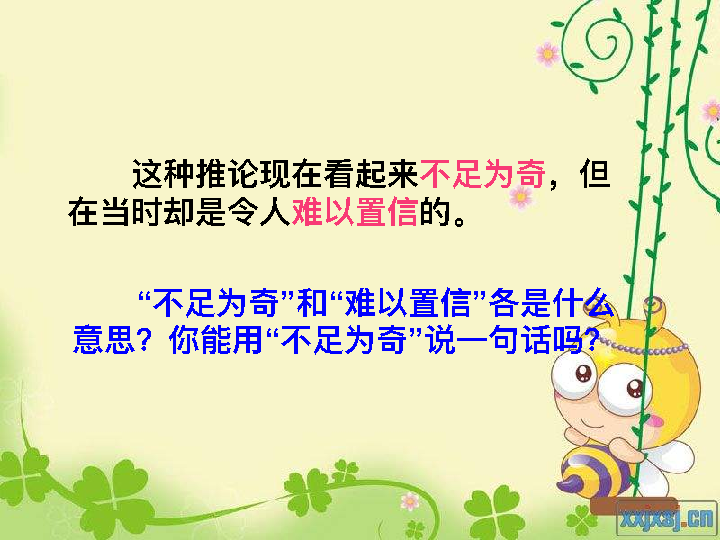 这种推论现在看起来不足为奇，但
在当时却是令人难以置信的。
“不足为奇”和“难以置信”各是什么
意思？你能用“不足为奇”说一句话吗？
xxjxsj.cn